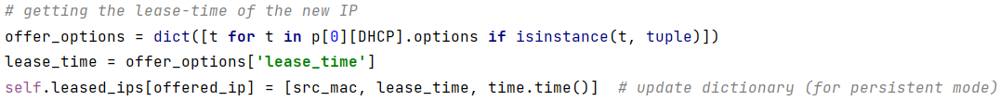 # getting the lease-time of the new IP
offer_options = dict([t for t in p[0][DHCP].options if isinstance(t, tuple)])
lease_time = offer_options['lease_time']
self.leased_ips[offered_ip] = [src_mac, lease_time, time.time()]  # update dictionary (for persistent mode)